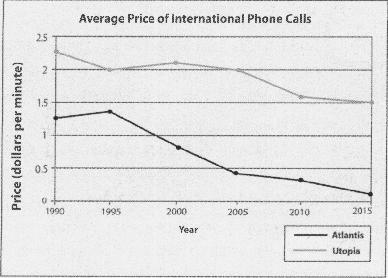 Average Price of International Phone Calls
Price (dollars per minute)
2.5
2
1.5
1
0.5
0
1990 1995 2000 2005 2010 2015
Year
Atlantis
Utopia